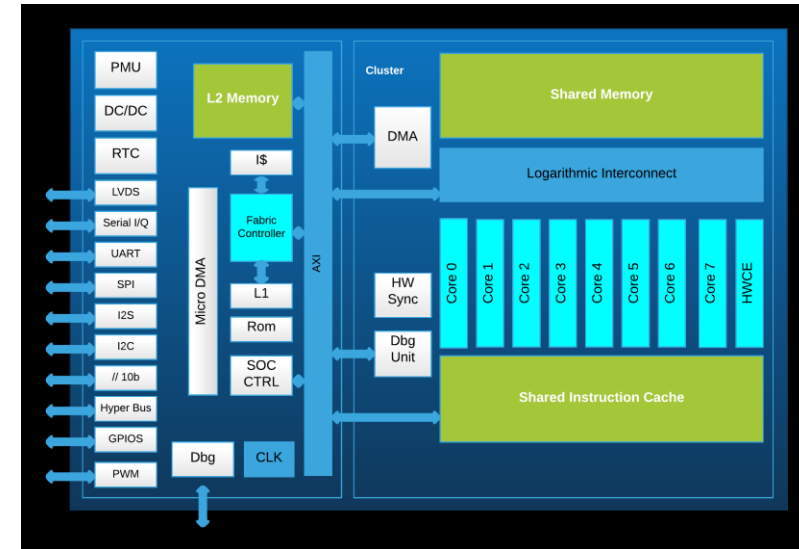 PMU
DC/DC
RTC
LVDS
Serial I/Q
UART
SPI
I2S
I2C
// 10b
Hyper Bus
GPIOS
PWM
L2 Memory
I$
Fabric
Controller
L1
Rom
SOC
CTRL
Micro DMA
Dbg
CLK
AXI
Cluster
DMA
HW
Sync
Dbg
Unit
Shared Memory
Logarithmic Interconnect
Core 0
Core 1
Core 2
Core 3
Core 4
Core 5
Core 6
Core 7
HWCE
Shared Instruction Cache